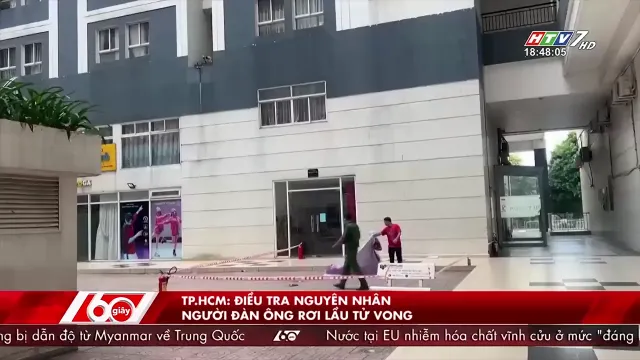 HTV7 HD
18:48:05
60 giây
TP.HCM: ĐIỀU TRA NGUYÊN NHÂN
NGƯỜI ĐÀN ÔNG RƠI LẦU TỬ VONG
ng bị dẫn độ từ Myanmar về Trung Quốc
Nước tại EU nhiễm hóa chất vĩnh cửu ở mức "đáng